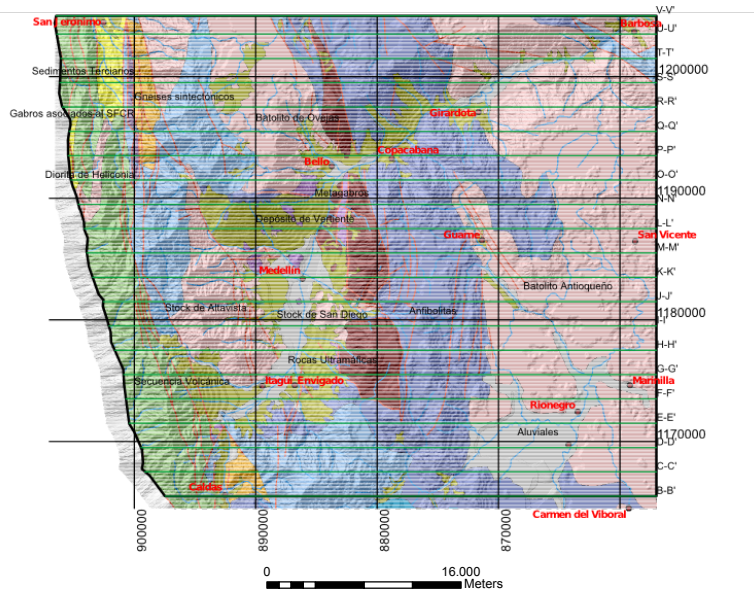 V-V'
San Jeronimo
Barbosa
U-U'
T-T'
1200000
Sedimentos Terciarios
S-S'
Gneises sintectónicos
R-R'
Gabros asociados al SFCR
Batolito de Ovejas
Girardota
Q-Q'
Copacabana
P-P'
Bello
Diorita de Heliconia
O-O'
1190000
Metagabros
N-N'
Depósito de Vertiente
L-L'
Guarne
San Vicente
M-M'
Medellín
K-K'
Batolito Antioqueño
J-J'
Stock de Altavista
Stock de San Diego
Anfibolitas
1180000
I-I'
H-H'
Rocas Ultramáficas
G-G'
Secuencia Volcánica
Itagui
Envigado
Marinilla
F-F'
Rionegro
E-E'
Aluviales
1170000
D-D'
C-C'
Caldas
B-B'
Carmen del Viboral
900000
890000
880000
870000
0
16.000
Meters